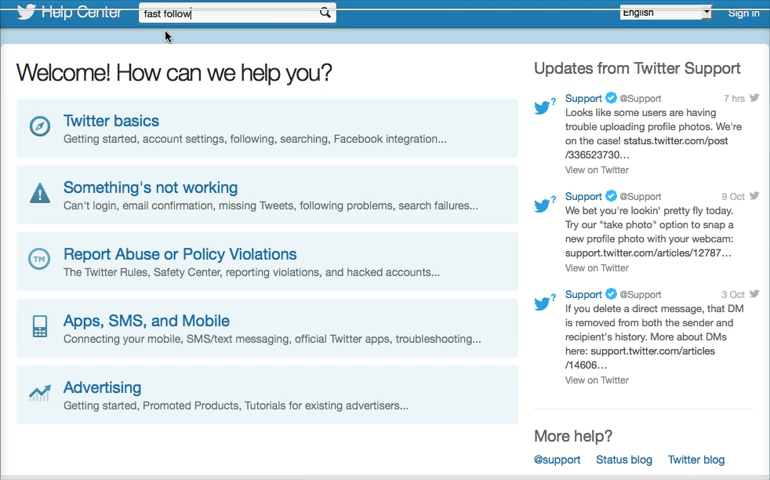 Help Center
fast follow
English
Sign in
Welcome! How can we help you?
Twitter basics
Getting started, account settings, following, searching, Facebook integration...
Something's not working
Can't login, email confirmation, missing Tweets, following problems, search failures...
TM
Report Abuse or Policy Violations
The Twitter Rules, Safety Center, reporting violations, and hacked accounts...
Apps, SMS, and Mobile
Connecting your mobile, SMS/text messaging, official Twitter apps, troubleshooting...
Advertising
Getting started, Promoted Products, Tutorials for existing advertisers...
Updates from Twitter Support
Support @Support 7 hrs
Looks like some users are having
trouble uploading profile photos. We're
on the case! status.twitter.com/post
/336523730...
View on Twitter
Support @Support 9 Oct
We bet you're lookin' pretty fly today.
Try our "take photo" option to snap a
new profile photo with your webcam:
support.twitter.com/articles/12787...
View on Twitter
Support @Support 3 Oct
If you delete a direct message, that DM
is removed from both the sender and
recipient's history. More about DMs
here: support.twitter.com/articles
/14606...
View on Twitter
More help?
@support Status blog Twitter blog